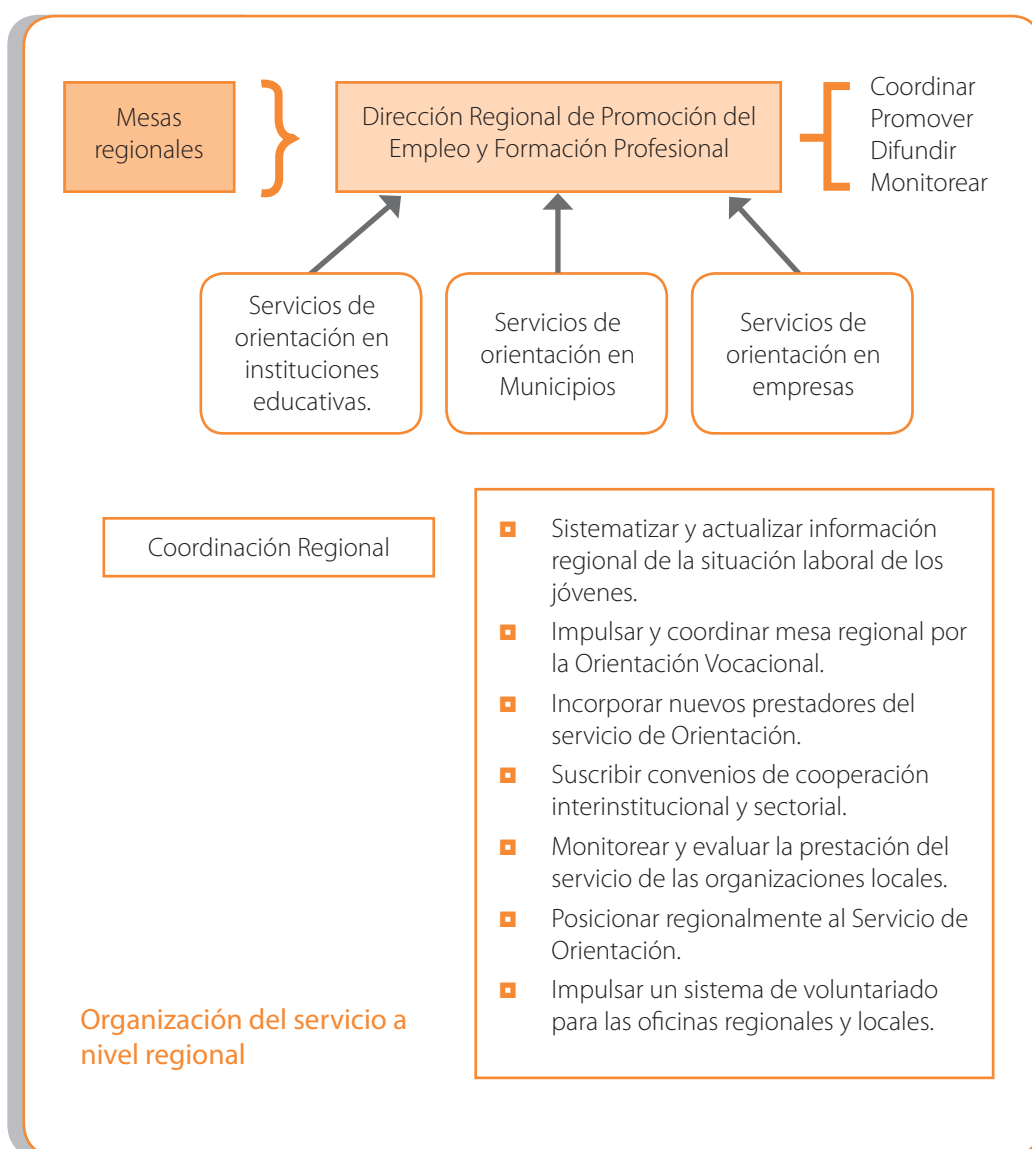 Mesas
regionales
Dirección Regional de Promoción del
Empleo y Formación Profesional
Coordinar
Promover
Difundir
Monitorear
Servicios de
orientación en
instituciones
educativas.
Servicios de
orientación en
Municipios
Servicios de
orientación en
empresas
Coordinación Regional
Sistematizar y actualizar información
regional de la situación laboral de los
jóvenes.
Impulsar y coordinar mesa regional por
la Orientación Vocacional.
Incorporar nuevos prestadores del
servicio de Orientación.
Suscribir convenios de cooperación
interinstitucional y sectorial.
Monitorear y evaluar la prestación del
servicio de las organizaciones locales.
Posicionar regionalmente al Servicio de
Orientación.
Impulsar un sistema de voluntariado
para las oficinas regionales y locales.
Organización del servicio a
nivel regional